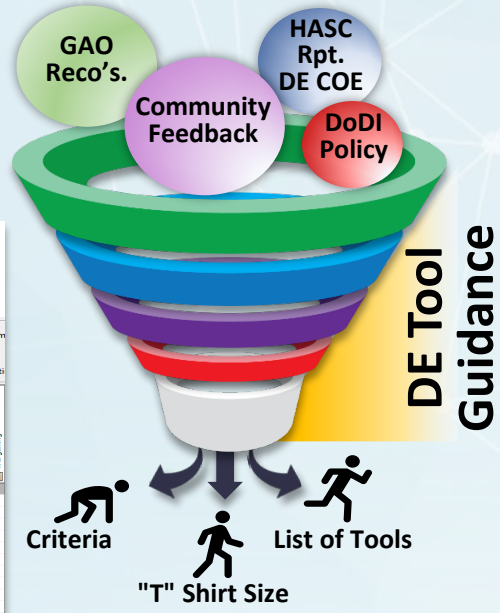 GAO
Reco's.
HASC
Rpt.
DE COE
Community
Feedback
DoDI
Policy
DE Tool
Guidance
Criteria
"T" Shirt Size
List of Tools